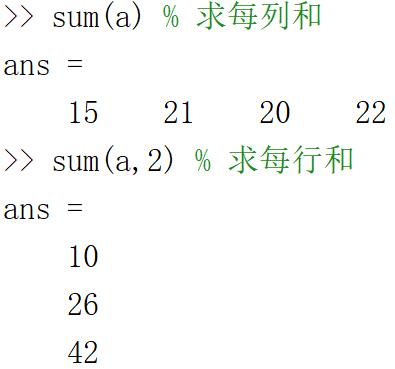 >> sum(a) % 求每列和
ans =
15 21 20 22
>> sum(a,2) % 求每行和
ans =
10
26
42